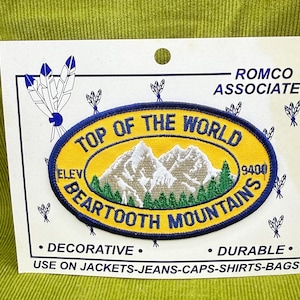 ROMCO
ASSOCIATE
TOP OF THE WORLD
ELEV 9400
BEARTOOTH MOUNTAINS
• DECORATIVE • • DURABLE •
USE ON JACKETS-JEANS-CAPS-SHIRTS-BAGS